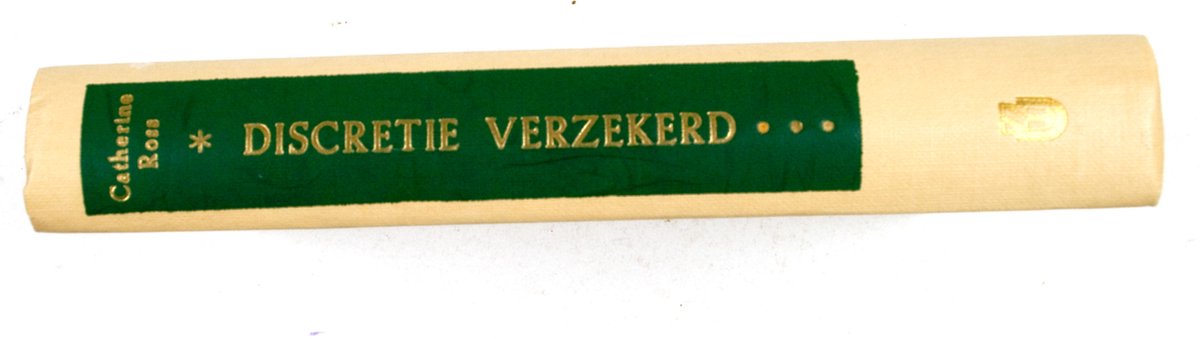 Catherine
Ross
* DISCRETIE VERZEKERD ...